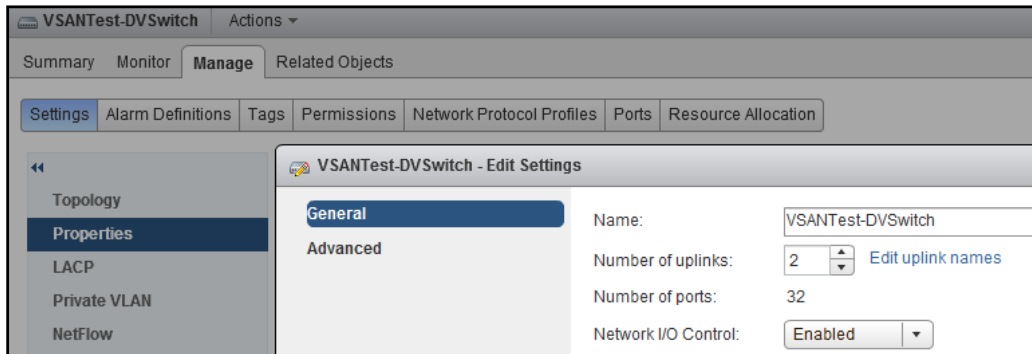 VSANTest-DVSwitch Actions
Summary Monitor Manage Related Objects
Settings Alarm Definitions Tags Permissions Network Protocol Profiles Ports Resource Allocation
VSANTest-DVSwitch - Edit Settings
Topology
Properties
LACP
Private VLAN
NetFlow
General
Advanced
Name: VSANTest-DVSwitch
Number of uplinks: 2 Edit uplink names
Number of ports: 32
Network I/O Control: Enabled